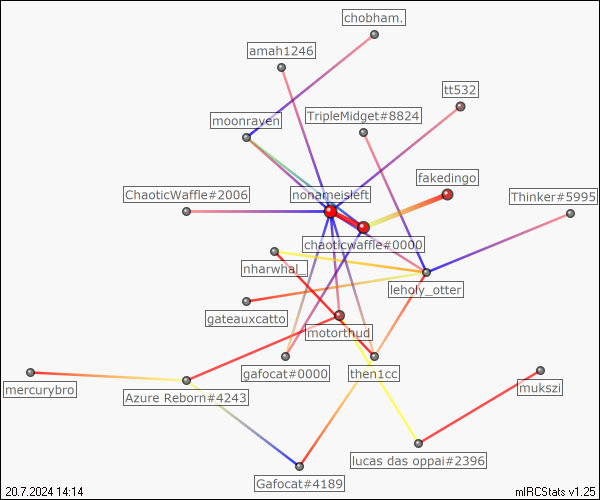 chobham.
amah1246
tt532
TripleMidget#8824
moonraven
fakedingo
ChaoticWaffle#2006
nonameisleft
Thinker#5995
chaoticwaffle#0000
nharwhal_
leholy_otter
gateauxcatto
motorthud
gafocat#0000
then1cc
mukszi
mercurybro
Azure Reborn#4243
lucas das oppai#2396
Gafocat#4189
20.7.2024 14:14
mIRCStats v1.25